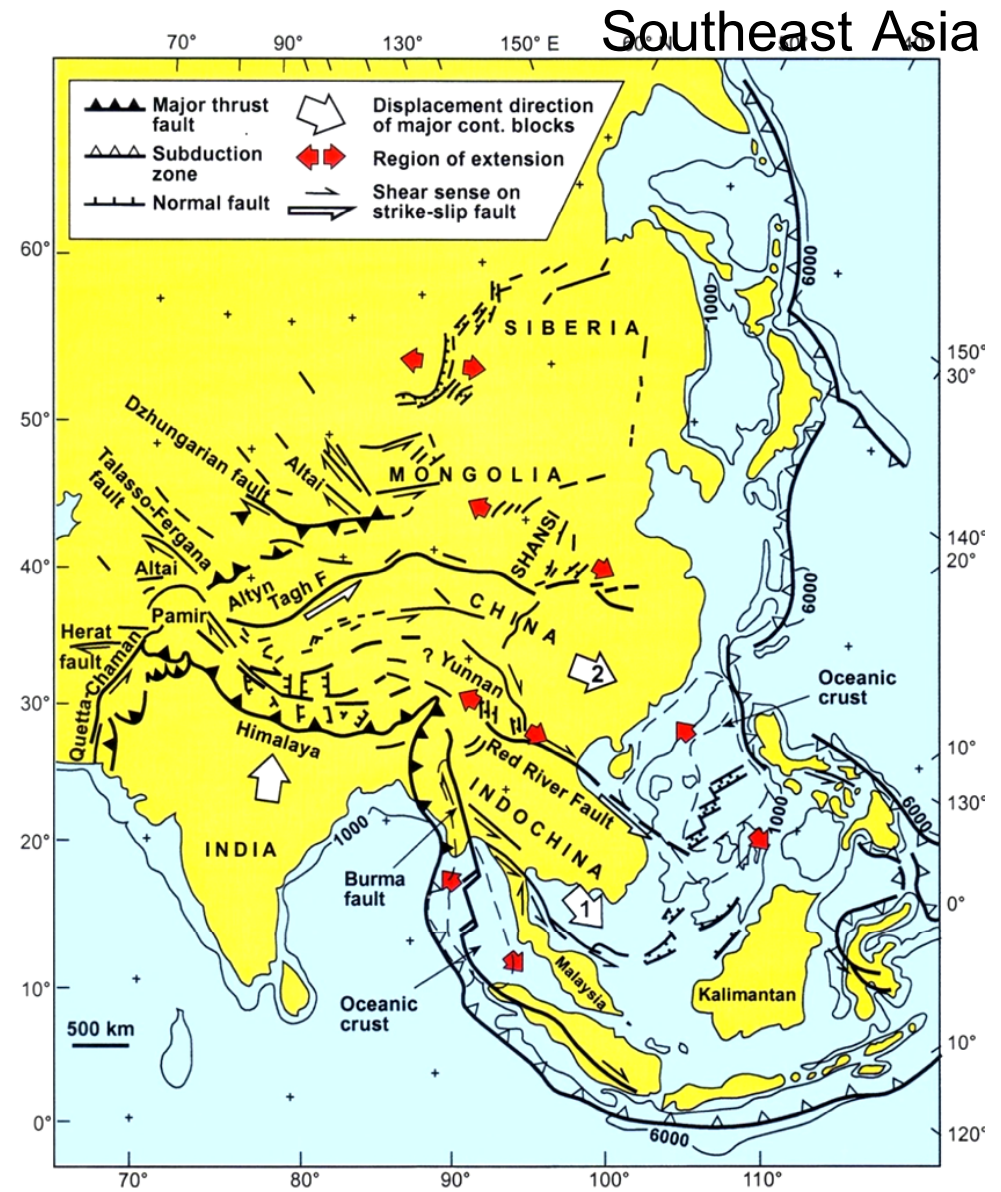 Southeast Asia
70° 90° 130° 150° E 60° N 50° 40°
Major thrust
fault
Subduction
zone
Normal fault
Displacement direction
of major cont. blocks
Region of extension
Shear sense on
strike-slip fault
60°
6000
1000
SIBERIA
150°
30°
50°
Dzhungarian fault
Altai
MONGOLIA
Talasso-Fergana
fault
SHANSI
140°
20°
40°
Altai
Altyn
Tagh F
6000
CHINA
Pamir
Herat
fault
Quetta-Chaman
? Yunnan
2
Oceanic
crust
30°
Himalaya
Red River Fault
10°
130°
INDOCHINA
1000
6000
20°
INDIA
1000
Burma
fault
1
0°
Malaysia
Kalimantan
10°
Oceanic
crust
500 km
10°
0°
6000
120°
70° 80° 90° 100° 110°